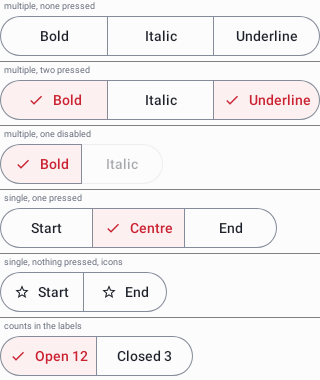 multiple, none pressed
Bold Italic Underline
multiple, two pressed
Bold Italic Underline
multiple, one disabled
Bold Italic
single, one pressed
Start Centre End
single, nothing pressed, icons
Start End
counts in the labels
Open 12 Closed 3